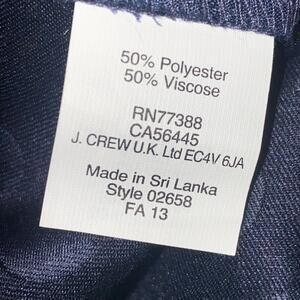 50% Polyester
50% Viscose
RN77388
CA56445
J. CREW U.K. Ltd EC4V 6JA
Made in Sri Lanka
Style 02658
FA 13